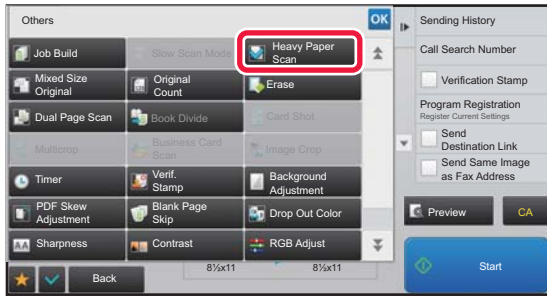 Others
OK
Job Build
Slow Scan Mode
Heavy Paper
Scan
Mixed Size
Original
Original
Count
Erase
Dual Page Scan
Book Divide
Card Shot
Multicrop
Business Card
Scan
Image Crop
Timer
Verif.
Stamp
Background
Adjustment
PDF Skew
Adjustment
Blank Page
Skip
Drop Out Color
AA
Sharpness
Contrast
RGB Adjust
Back
8½x11
8½x11
Sending History
Call Search Number
Verification Stamp
Program Registration
Register Current Settings
Send
Destination Link
Send Same Image
as Fax Address
Preview
CA
Start